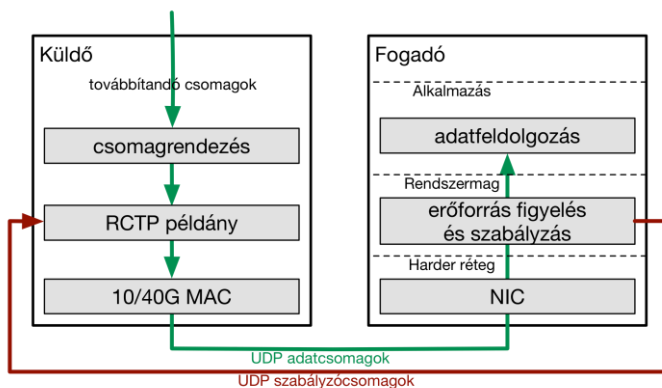 Küldő
továbbítandó csomagok
csomagrendezés
RCTP példány
10/40G MAC
Fogadó
Alkalmazás
adatfeldolgozás
Rendszermag
erőforrás figyelés
és szabályzás
Harder réteg
NIC
UDP adatcsomagok
UDP szabályzócsomagok